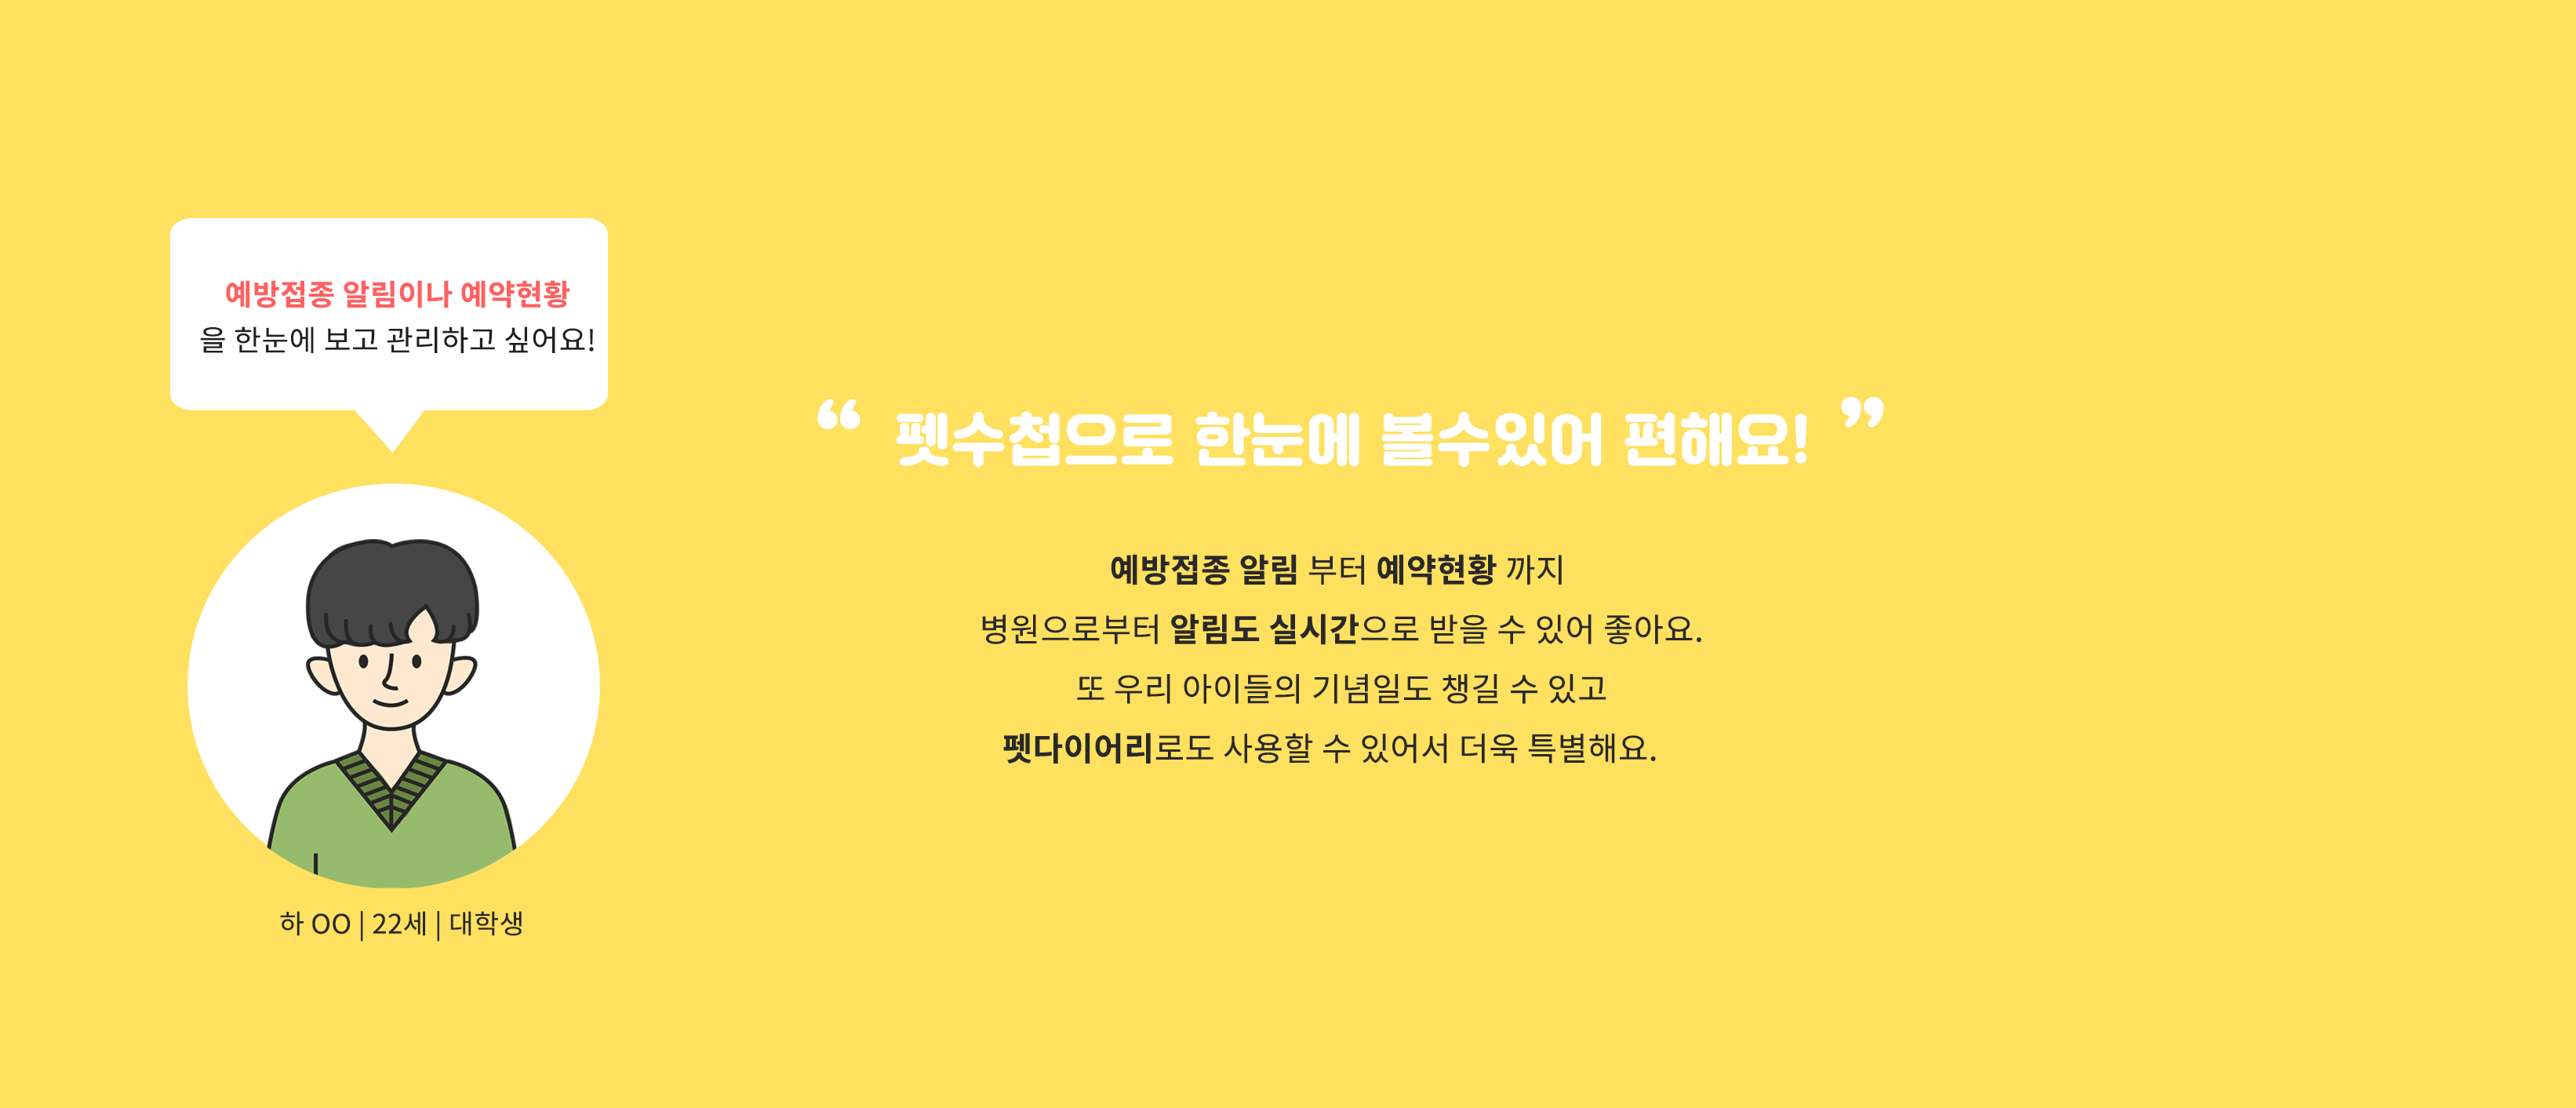 예방접종 알림이나 예약현황
을 한눈에 보고 관리하고 싶어요!
하 OO | 22세 | 대학생
“ 펫수첩으로 한눈에 볼수있어 편해요! ”
예방접종 알림 부터 예약현황 까지
병원으로부터 알림도 실시간으로 받을 수 있어 좋아요.
또 우리 아이들의 기념일도 챙길 수 있고
펫다이어리로도 사용할 수 있어서 더욱 특별해요.